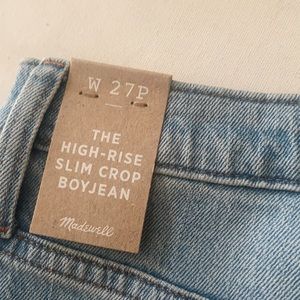 W 27P
THE
HIGH-RISE
SLIM CROP
BOYJEAN
Madewell